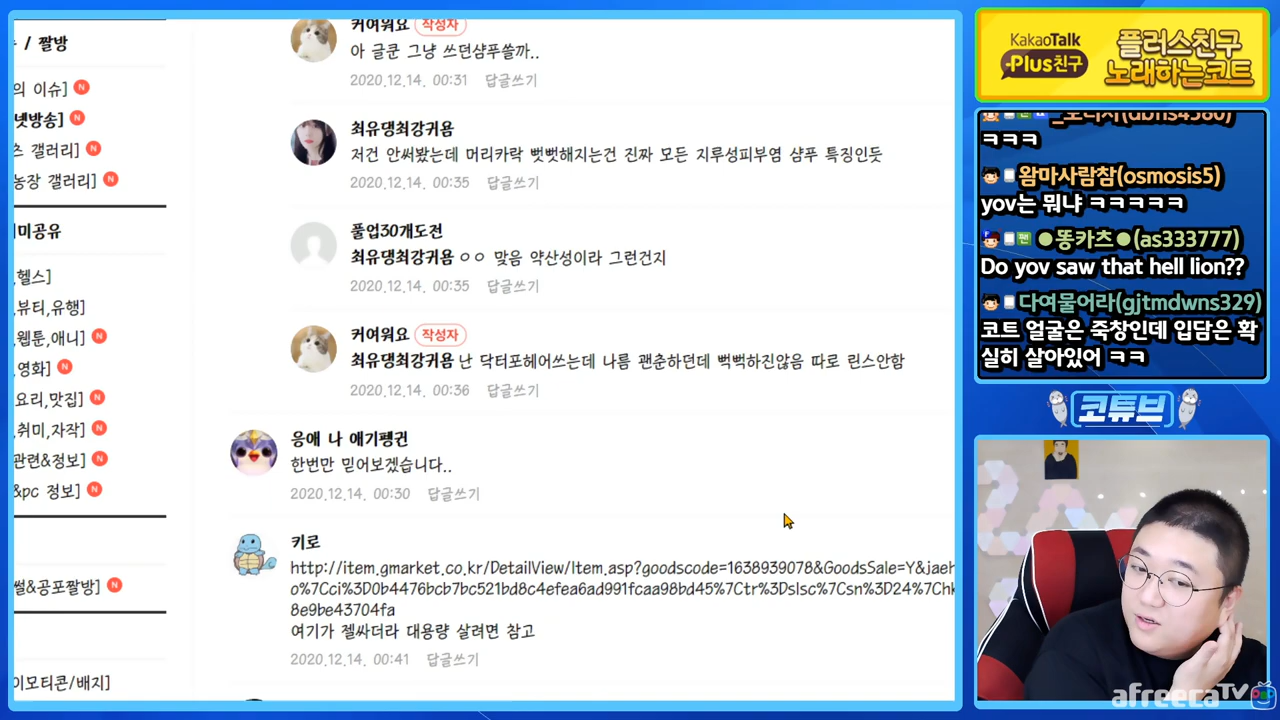 / 짤방
의 이슈] N
넷방송] N
츠 갤러리] N
농장 갤러리] N
미공유
,헬스]
,뷰티,유행]
,웹툰,애니] N
,영화] N
요리,맛집] N
,취미,자작] N
관련&정보] N
&pc 정보] N
썰&공포짤방] N
이모티콘/배지]
커여워요 작성자
아 글쿤 그냥 쓰던샴푸쓸까..
2020.12.14. 00:31 답글쓰기
최유댕최강귀욤
저건 안써봤는데 머리카락 뻣뻣해지는건 진짜 모든 지루성피부염 샴푸 특징인듯
2020.12.14. 00:35 답글쓰기
풀업30개도전
최유댕최강귀욤 ㅇㅇ 맞음 약산성이라 그런건지
2020.12.14. 00:35 답글쓰기
커여워요 작성자
최유댕최강귀욤 난 닥터포헤어쓰는데 나름 괜춘하던데 뻑뻑하진않음 따로 린스안함
2020.12.14. 00:36 답글쓰기
응애 나 애기펭귄
한번만 믿어보겠습니다..
2020.12.14. 00:30 답글쓰기
키로
http://item.gmarket.co.kr/DetailView/Item.asp?goodscode=1638939078&GoodsSale=Y&jaeh
o%7Cci%3D0b4476bcb7bc521bd8c4efea6ad991fcaa98bd45%7Ctr%3Dslsc%7Csn%3D24%7Chk
8e9be43704fa
여기가 젤싸더라 대용량 살려면 참고
2020.12.14. 00:41 답글쓰기
KakaoTalk
Plus친구
플러스친구
노래하는코트
ㅋㅋㅋ
왐마사람참(osmosis5)
yov는 뭐냐 ㅋㅋㅋㅋㅋ
팬 ●똥카츠●(as333777)
Do yov saw that hell lion??
다여물어라(gjtmdwns329)
코트 얼굴은 죽창인데 입담은 확
실히 살아있어 ㅋㅋ
코튜브
afreecaTV